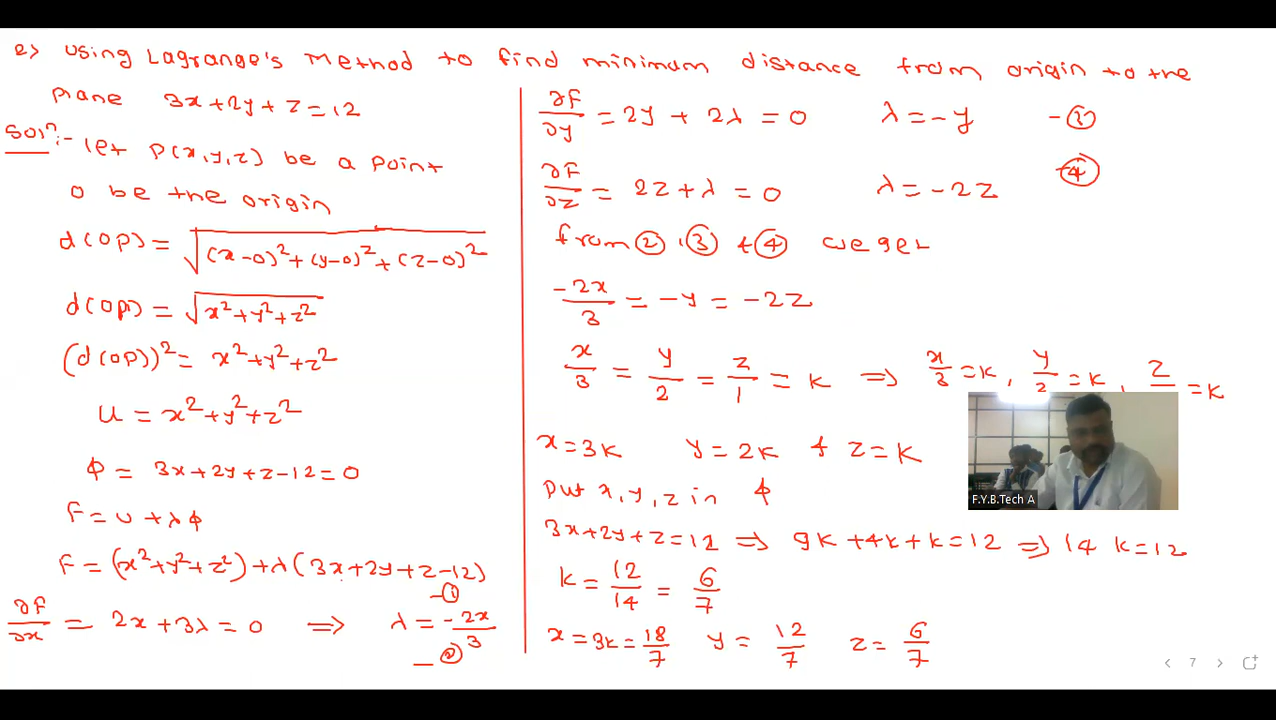 2) Using Lagrange's Method to find minimum distance from origin to the
plane 3x+2y+z=12
Sol?:- let P(x,y,z) be a point
O be the origin
d(OP) = √((x-0)²+(y-0)²+(z-0)²)
d(OP) = √(x²+y²+z²)
(d(OP))² = x²+y²+z²
u = x²+y²+z²
Φ = 3x+2y+z-12=0
F = u+λΦ
F = (x²+y²+z²)+λ(3x+2y+z-12) -①
∂F/∂x = 2x+3λ=0 ⇒ λ = -2x/3 -②
∂F/∂y = 2y + 2λ = 0 λ = -y -③
∂F/∂z = 2z+λ = 0 λ = -2z -④
from ②,③ & ④ we get
-2x/3 = -y = -2z
x/3 = y/2 = z/1 = k ⇒ x/3 = k, y/2 = k, z/ = k
x=3k y=2k & z=k
Put x,y,z in Φ
3x+2y+z=12 ⇒ 9k+4k+k=12 ⇒ 14 k=12
k = 12/14 = 6/7
x=3k=18/7 y=12/7 z=6/7
F.Y.B.Tech A
< 7 >